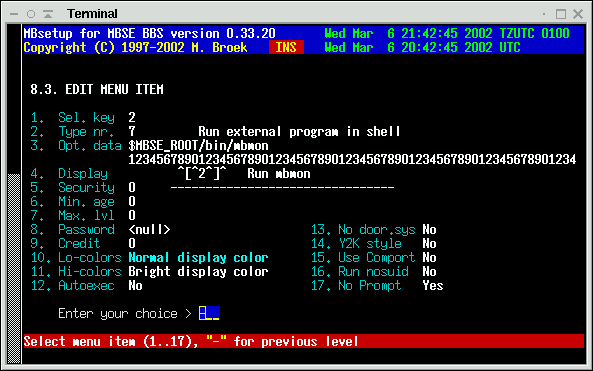 Terminal
MBsetup for MBSE BBS version 0.33.20 Wed Mar 6 21:42:45 2002 TZUTC 0100
Copyright (C) 1997-2002 M. Broek INS Wed Mar 6 20:42:45 2002 UTC
8.3. EDIT MENU ITEM
1. Sel. key 2
2. Type nr. 7 Run external program in shell
3. Opt. data $MBSE_ROOT/bin/mbmon
12345678901234567890123456789012345678901234567890123456789012345678901234
4. Display ^[^2^]^ Run mbmon
5. Security 0 --------------------------------
6. Min. age 0
7. Max. lvl 0
8. Password <null> 13. No door.sys No
9. Credit 0 14. Y2K style No
10. Lo-colors Normal display color 15. Use Comport No
11. Hi-colors Bright display color 16. Run nosuid No
12. Autoexec No 17. No Prompt Yes
Enter your choice > -__
Select menu item (1..17), "-" for previous level